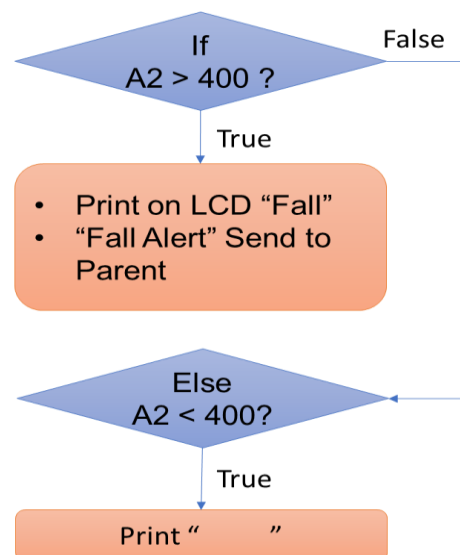 If
False
A2 > 400 ?
True
• Print on LCD “Fall”
• “Fall Alert” Send to
Parent
Else
A2 < 400?
True
Print “ ”